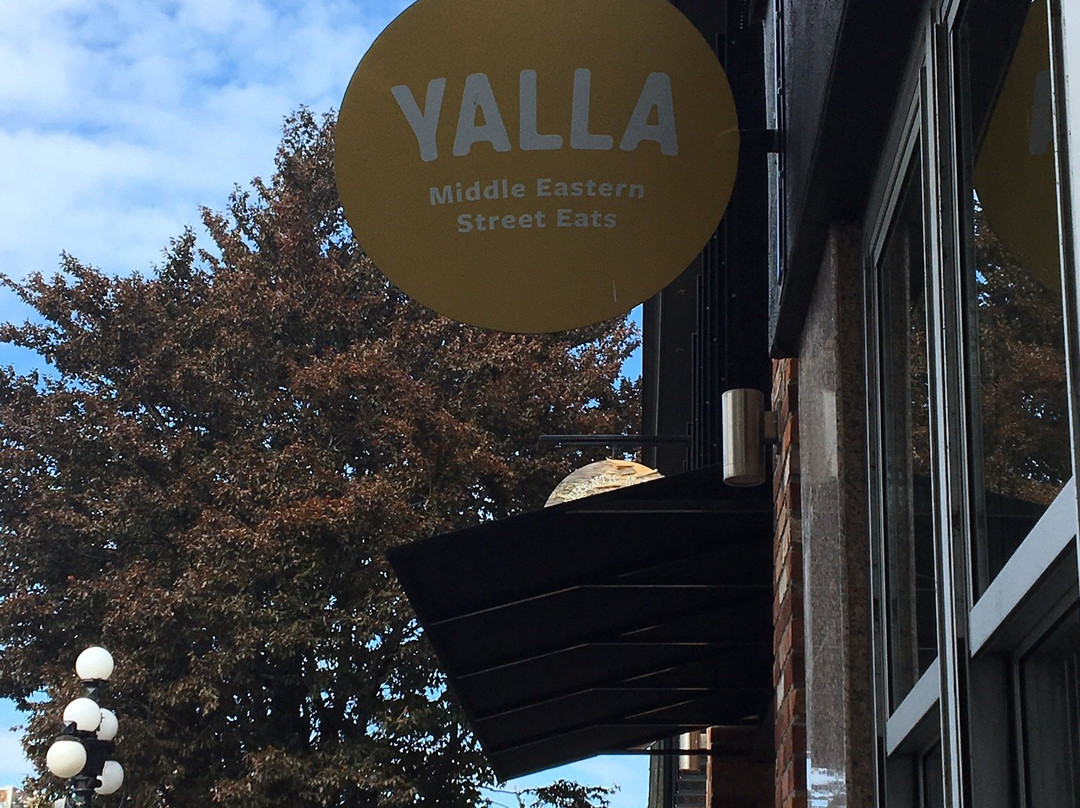 YALLA
Middle Eastern
Street Eats